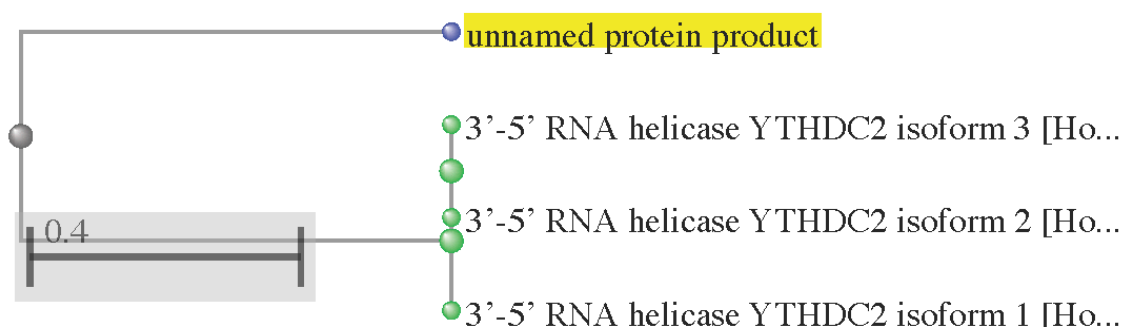 unnamed protein product
3’-5’ RNA helicase YTHDC2 isoform 3 [Ho...
0.4
3’-5’ RNA helicase YTHDC2 isoform 2 [Ho...
3’-5’ RNA helicase YTHDC2 isoform 1 [Ho...